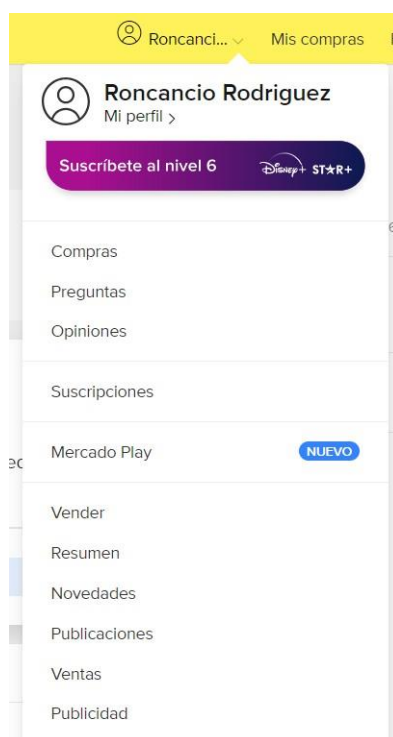 Roncanci... Mis compras
Roncancio Rodriguez
Mi perfil >
Suscríbete al nivel 6 Disney+ ST★R+
Compras
Preguntas
Opiniones
Suscripciones
Mercado Play NUEVO
Vender
Resumen
Novedades
Publicaciones
Ventas
Publicidad